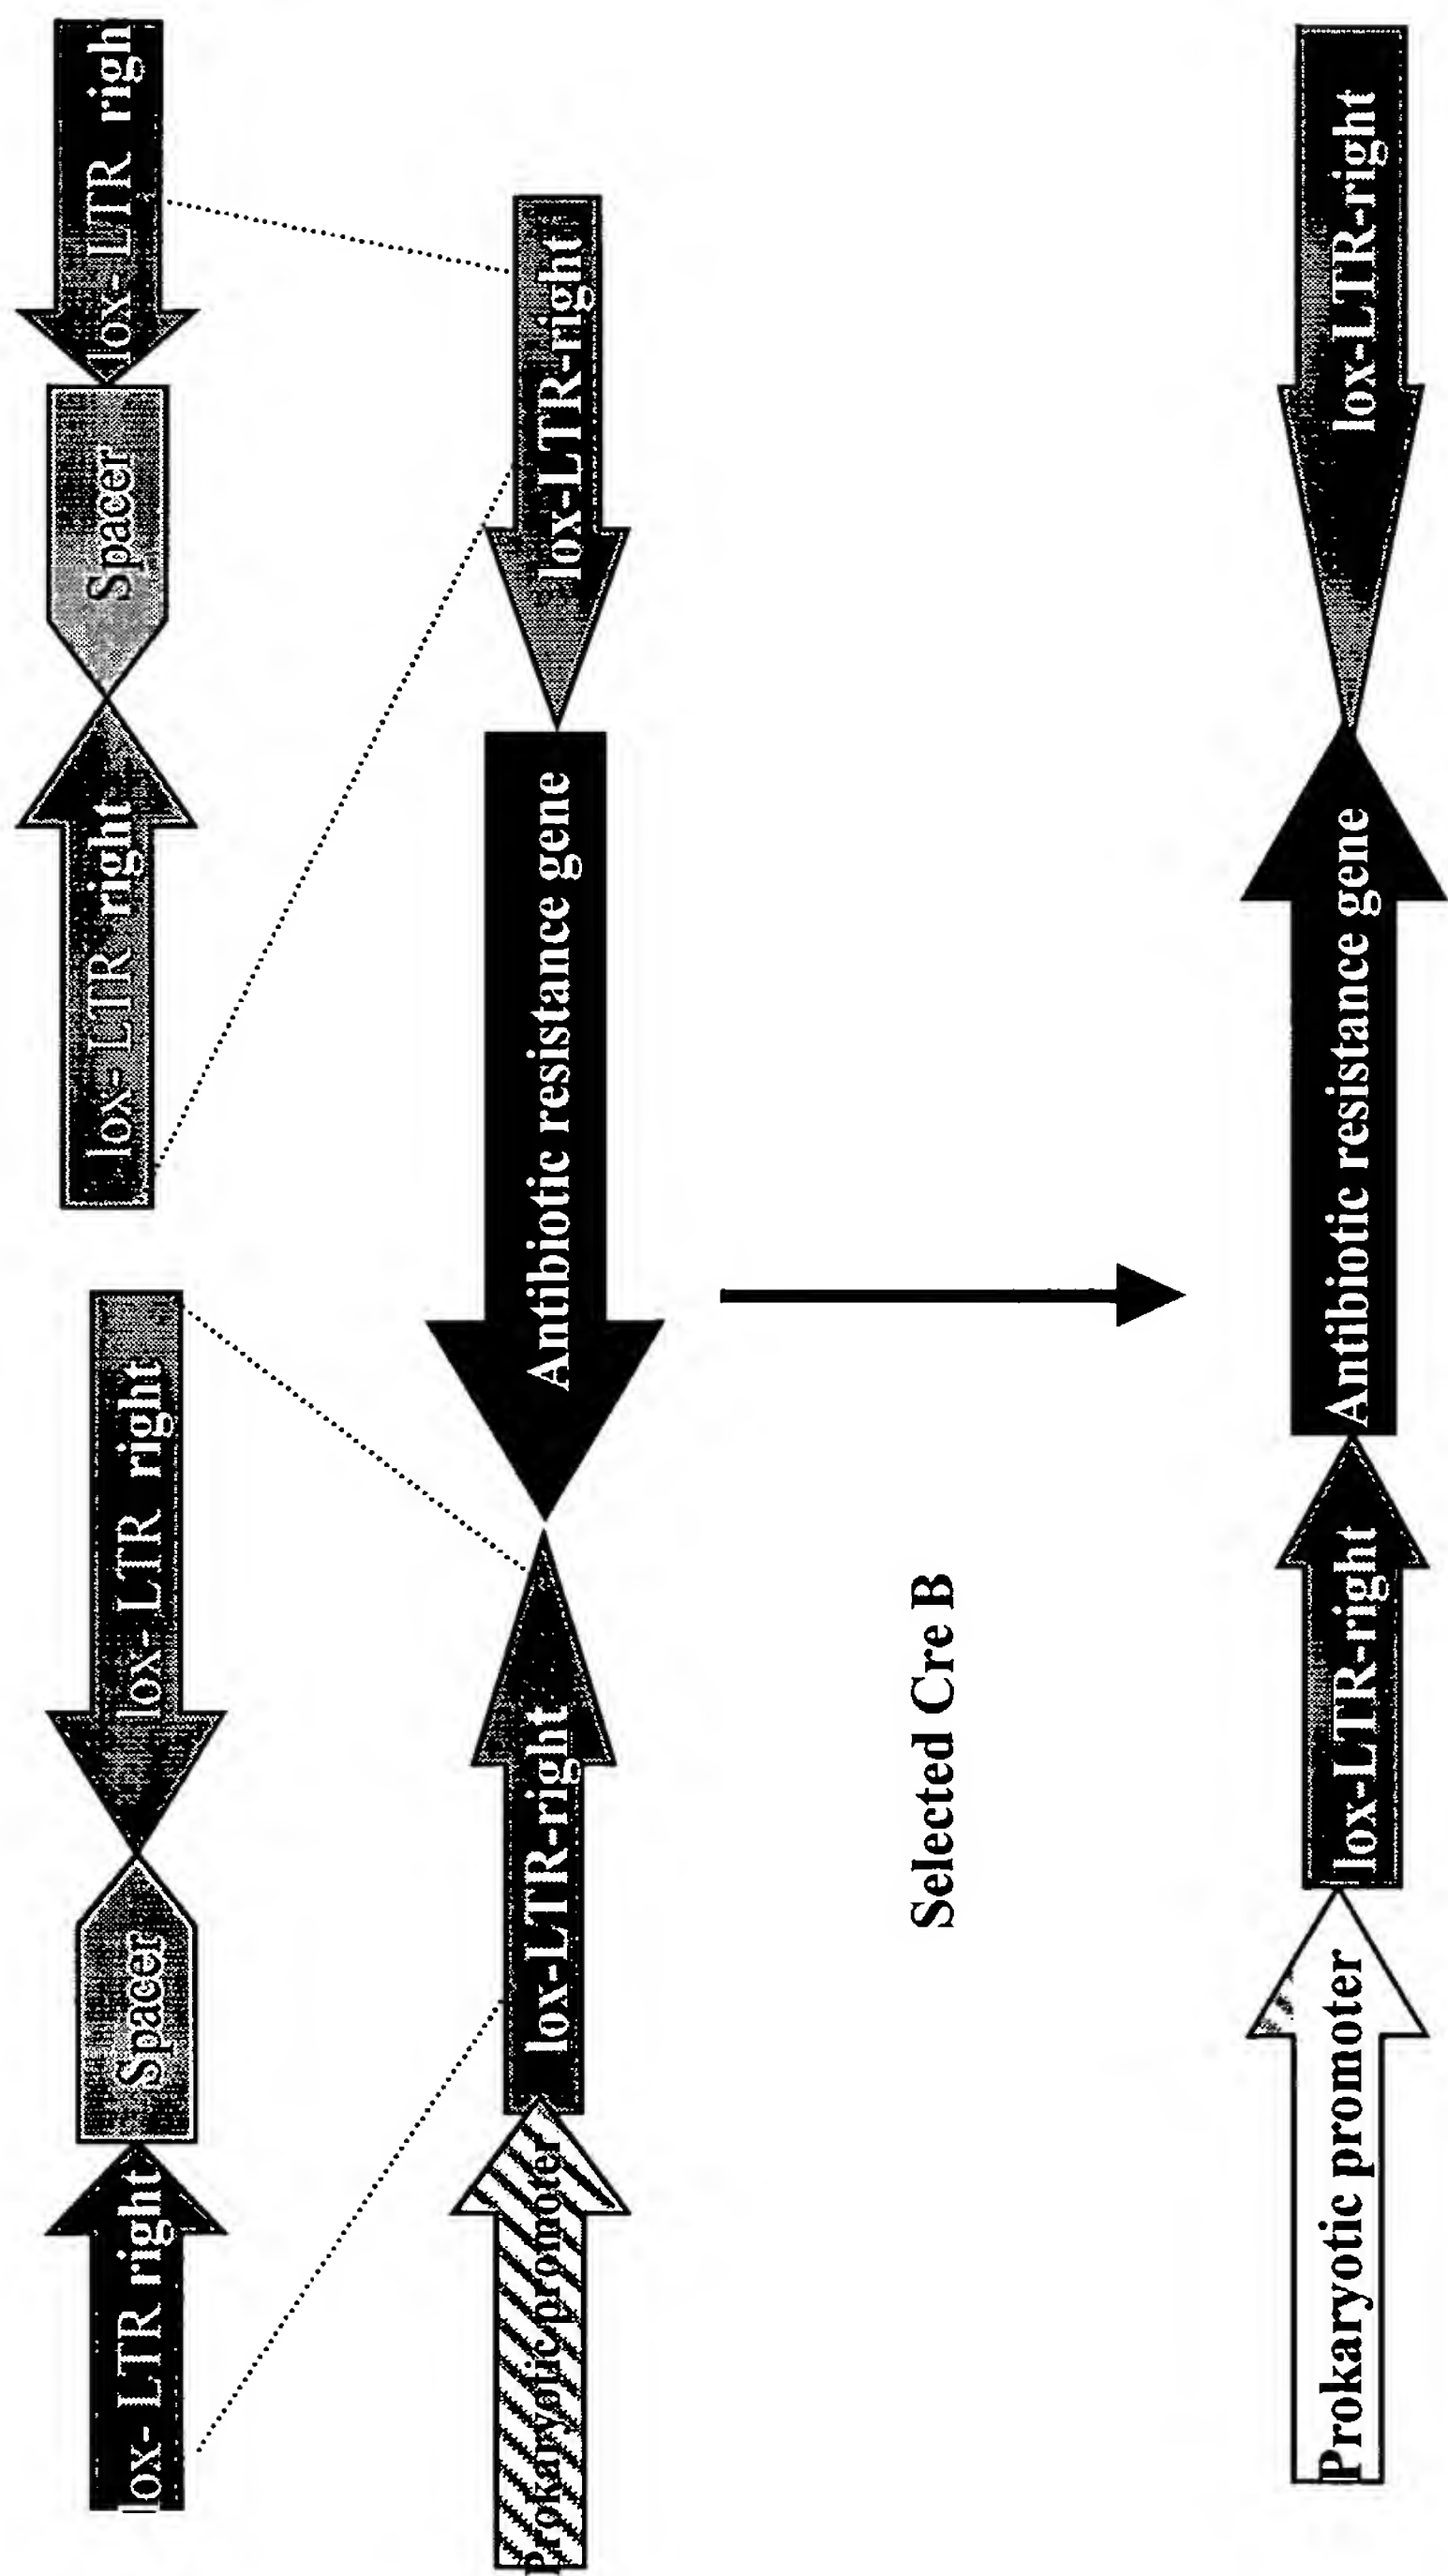 lox- LTR right
Spacer
lox- LTR right
lox- LTR right
Spacer
lox- LTR righ
Prokaryotic promoter
lox-LTR-right
Antibiotic resistance gene
lox-LTR-right
Selected Cre B
Prokaryotic promoter
lox-LTR-right
Antibiotic resistance gene
lox-LTR-right